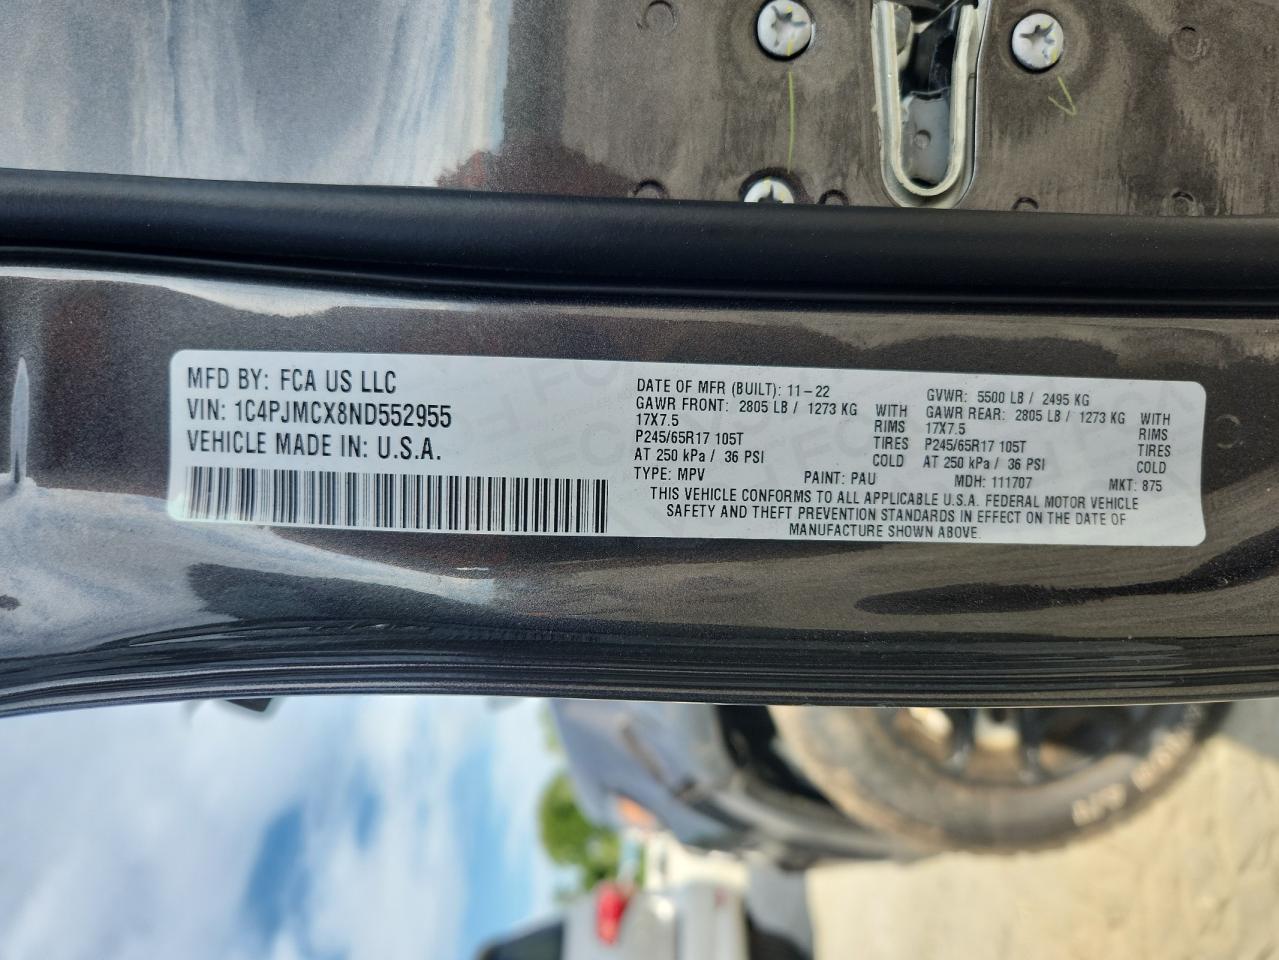 MFD BY: FCA US LLC
VIN: 1C4PJMCX8ND552955
VEHICLE MADE IN: U.S.A.
DATE OF MFR (BUILT): 11-22 GVWR: 5500 LB / 2495 KG
GAWR FRONT: 2805 LB / 1273 KG WITH GAWR REAR: 2805 LB / 1273 KG WITH
17X7.5 RIMS 17X7.5 RIMS
P245/65R17 105T TIRES P245/65R17 105T TIRES
AT 250 kPa / 36 PSI COLD AT 250 kPa / 36 PSI COLD
TYPE: MPV PAINT: PAU MDH: 111707 MKT: 875
THIS VEHICLE CONFORMS TO ALL APPLICABLE U.S.A. FEDERAL MOTOR VEHICLE
SAFETY AND THEFT PREVENTION STANDARDS IN EFFECT ON THE DATE OF
MANUFACTURE SHOWN ABOVE.